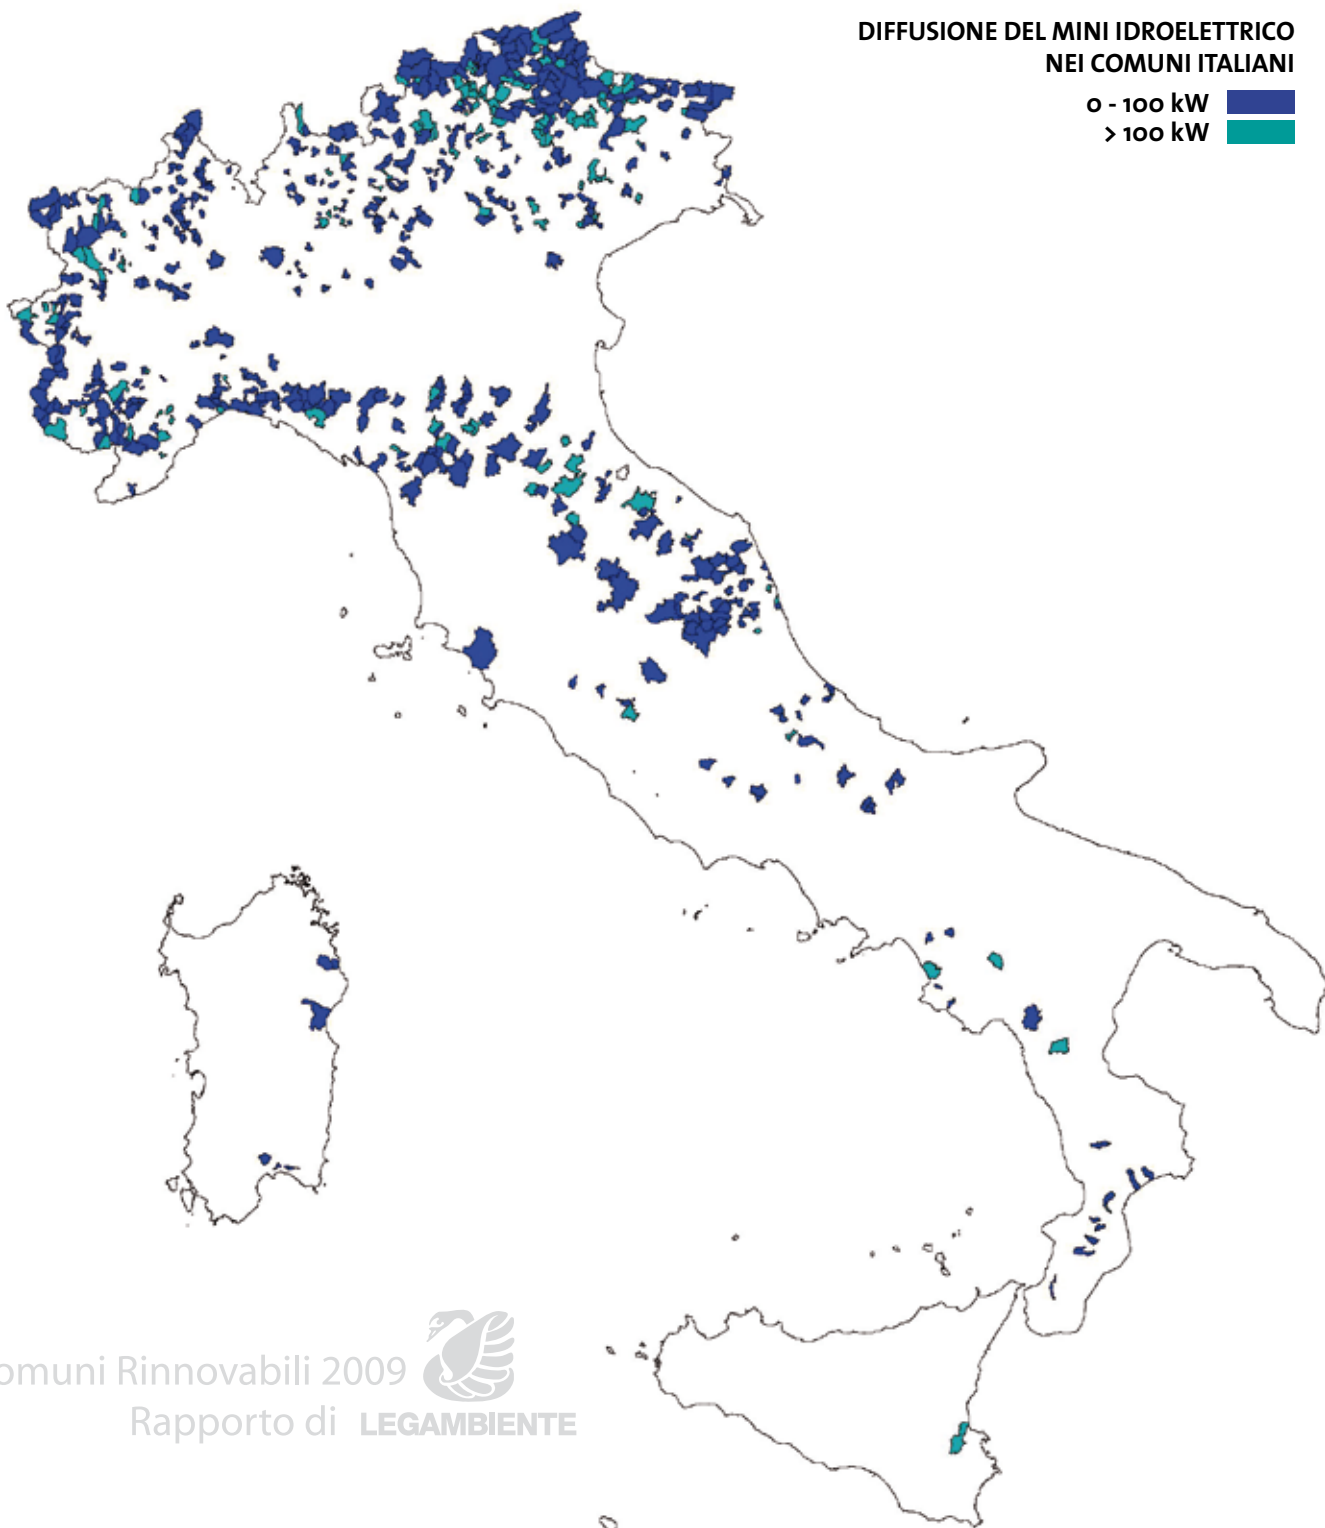 DIFFUSIONE DEL MINI IDROELETTRICO
NEI COMUNI ITALIANI
0 - 100 kW
> 100 kW
omuni Rinnovabili 2009
Rapporto di LEGAMBIENTE